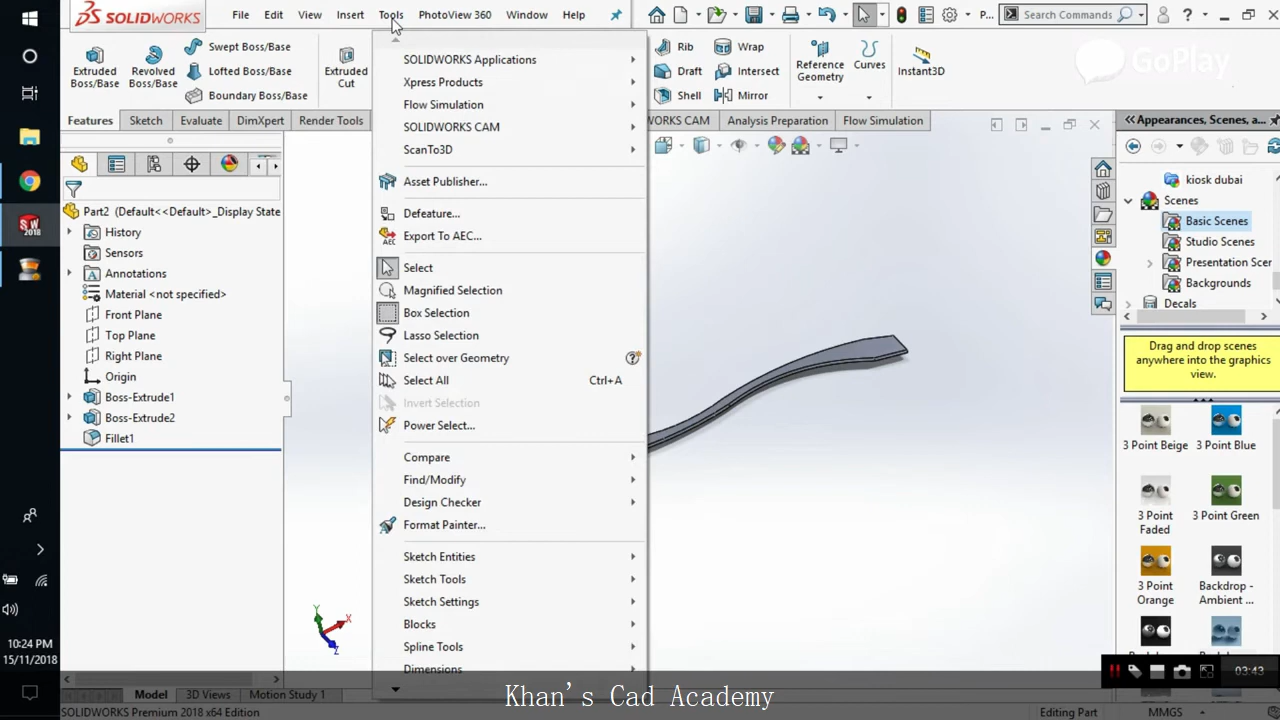 SOLIDWORKS
File Edit View Insert Tools PhotoView 360 Window Help
P... Search Commands
Extruded Boss/Base
Revolved Boss/Base
Swept Boss/Base
Lofted Boss/Base
Boundary Boss/Base
Extruded Cut
Rib Wrap
Draft Intersect
Shell Mirror
Reference Geometry
Curves
Instant3D
GoPlay
Features Sketch Evaluate DimXpert Render Tools
WORKS CAM Analysis Preparation Flow Simulation
Part2 (Default<<Default>_Display State
History
Sensors
Annotations
Material <not specified>
Front Plane
Top Plane
Right Plane
Origin
Boss-Extrude1
Boss-Extrude2
Fillet1
SOLIDWORKS Applications
Xpress Products
Flow Simulation
SOLIDWORKS CAM
ScanTo3D
Asset Publisher...
Defeature...
Export To AEC...
Select
Magnified Selection
Box Selection
Lasso Selection
Select over Geometry
Select All Ctrl+A
Invert Selection
Power Select...
Compare
Find/Modify
Design Checker
Format Painter...
Sketch Entities
Sketch Tools
Sketch Settings
Blocks
Spline Tools
Dimensions
Appearances, Scenes, a...
kiosk dubai
Scenes
Basic Scenes
Studio Scenes
Presentation Scer
Backgrounds
Decals
Drag and drop scenes
anywhere into the graphics
view.
3 Point Beige 3 Point Blue
3 Point Faded
3 Point Green
3 Point Orange
Backdrop - Ambient ...
Y
X
Z
10:24 PM
15/11/2018
03:43
Model 3D Views Motion Study 1
Khan's Cad Academy
SOLIDWORKS Premium 2018 x64 Edition
Editing Part MMGS